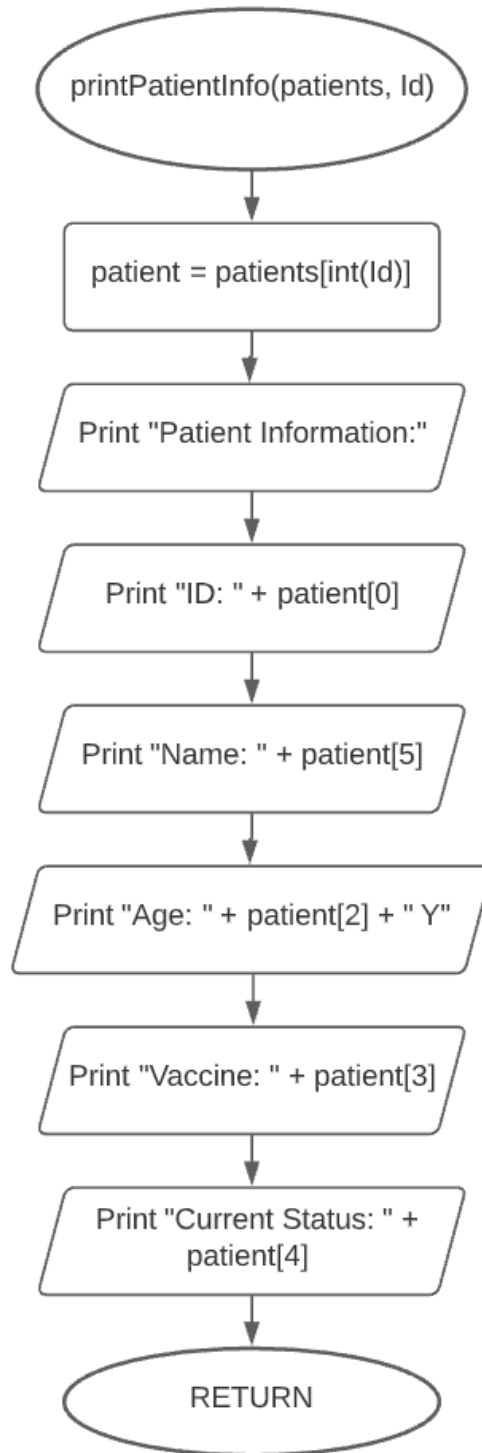 printPatientInfo(patients, Id)
patient = patients[int(Id)]
Print "Patient Information:"
Print "ID: " + patient[0]
Print "Name: " + patient[5]
Print "Age: " + patient[2] + " Y"
Print "Vaccine: " + patient[3]
Print "Current Status: " +
patient[4]
RETURN